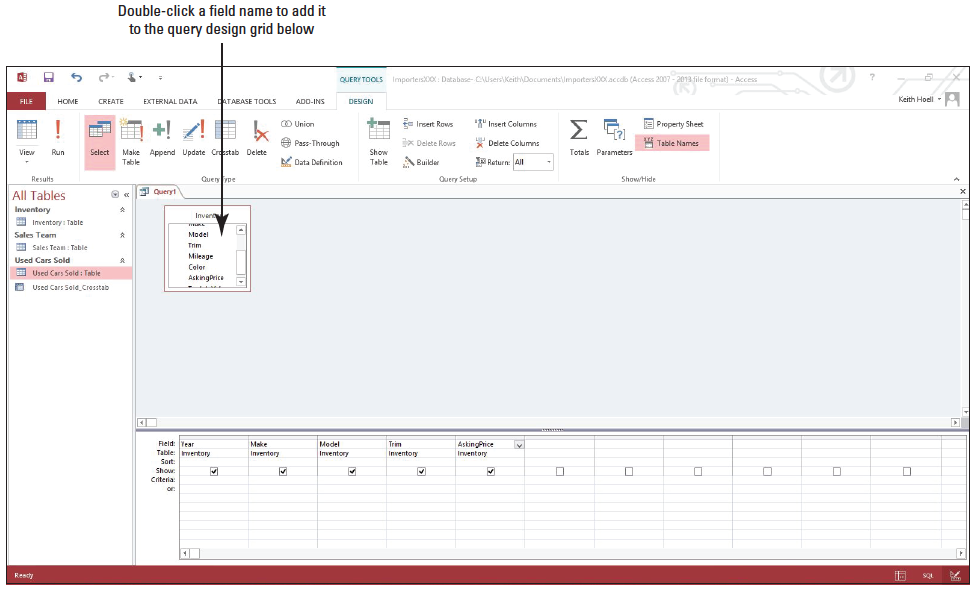 Double-click a field name to add it
to the query design grid below
QUERY TOOLS
ImportersXXX : Database- C:\Users\Keith\Documents\ImportersXXX.accdb (Access 2007 - 2013 file format) - Access
?
FILE HOME CREATE EXTERNAL DATA DATABASE TOOLS ADD-INS DESIGN
Keith Hoell
View Run Select Make Table Append Update Crosstab Delete
Union
Pass-Through
Data Definition
Show Table
Insert Rows
Delete Rows
Builder
Insert Columns
Delete Columns
Return: All
Totals Parameters
Property Sheet
Table Names
Results Query Type Query Setup Show/Hide
All Tables
Inventory
Inventory : Table
Sales Team
Sales Team : Table
Used Cars Sold
Used Cars Sold : Table
Used Cars Sold_Crosstab
Query1
Make
Model
Trim
Mileage
Color
AskingPrice
Field: Year Make Model Trim AskingPrice
Table: Inventory Inventory Inventory Inventory Inventory
Sort:
Show:
Criteria:
or:
Ready
SQL